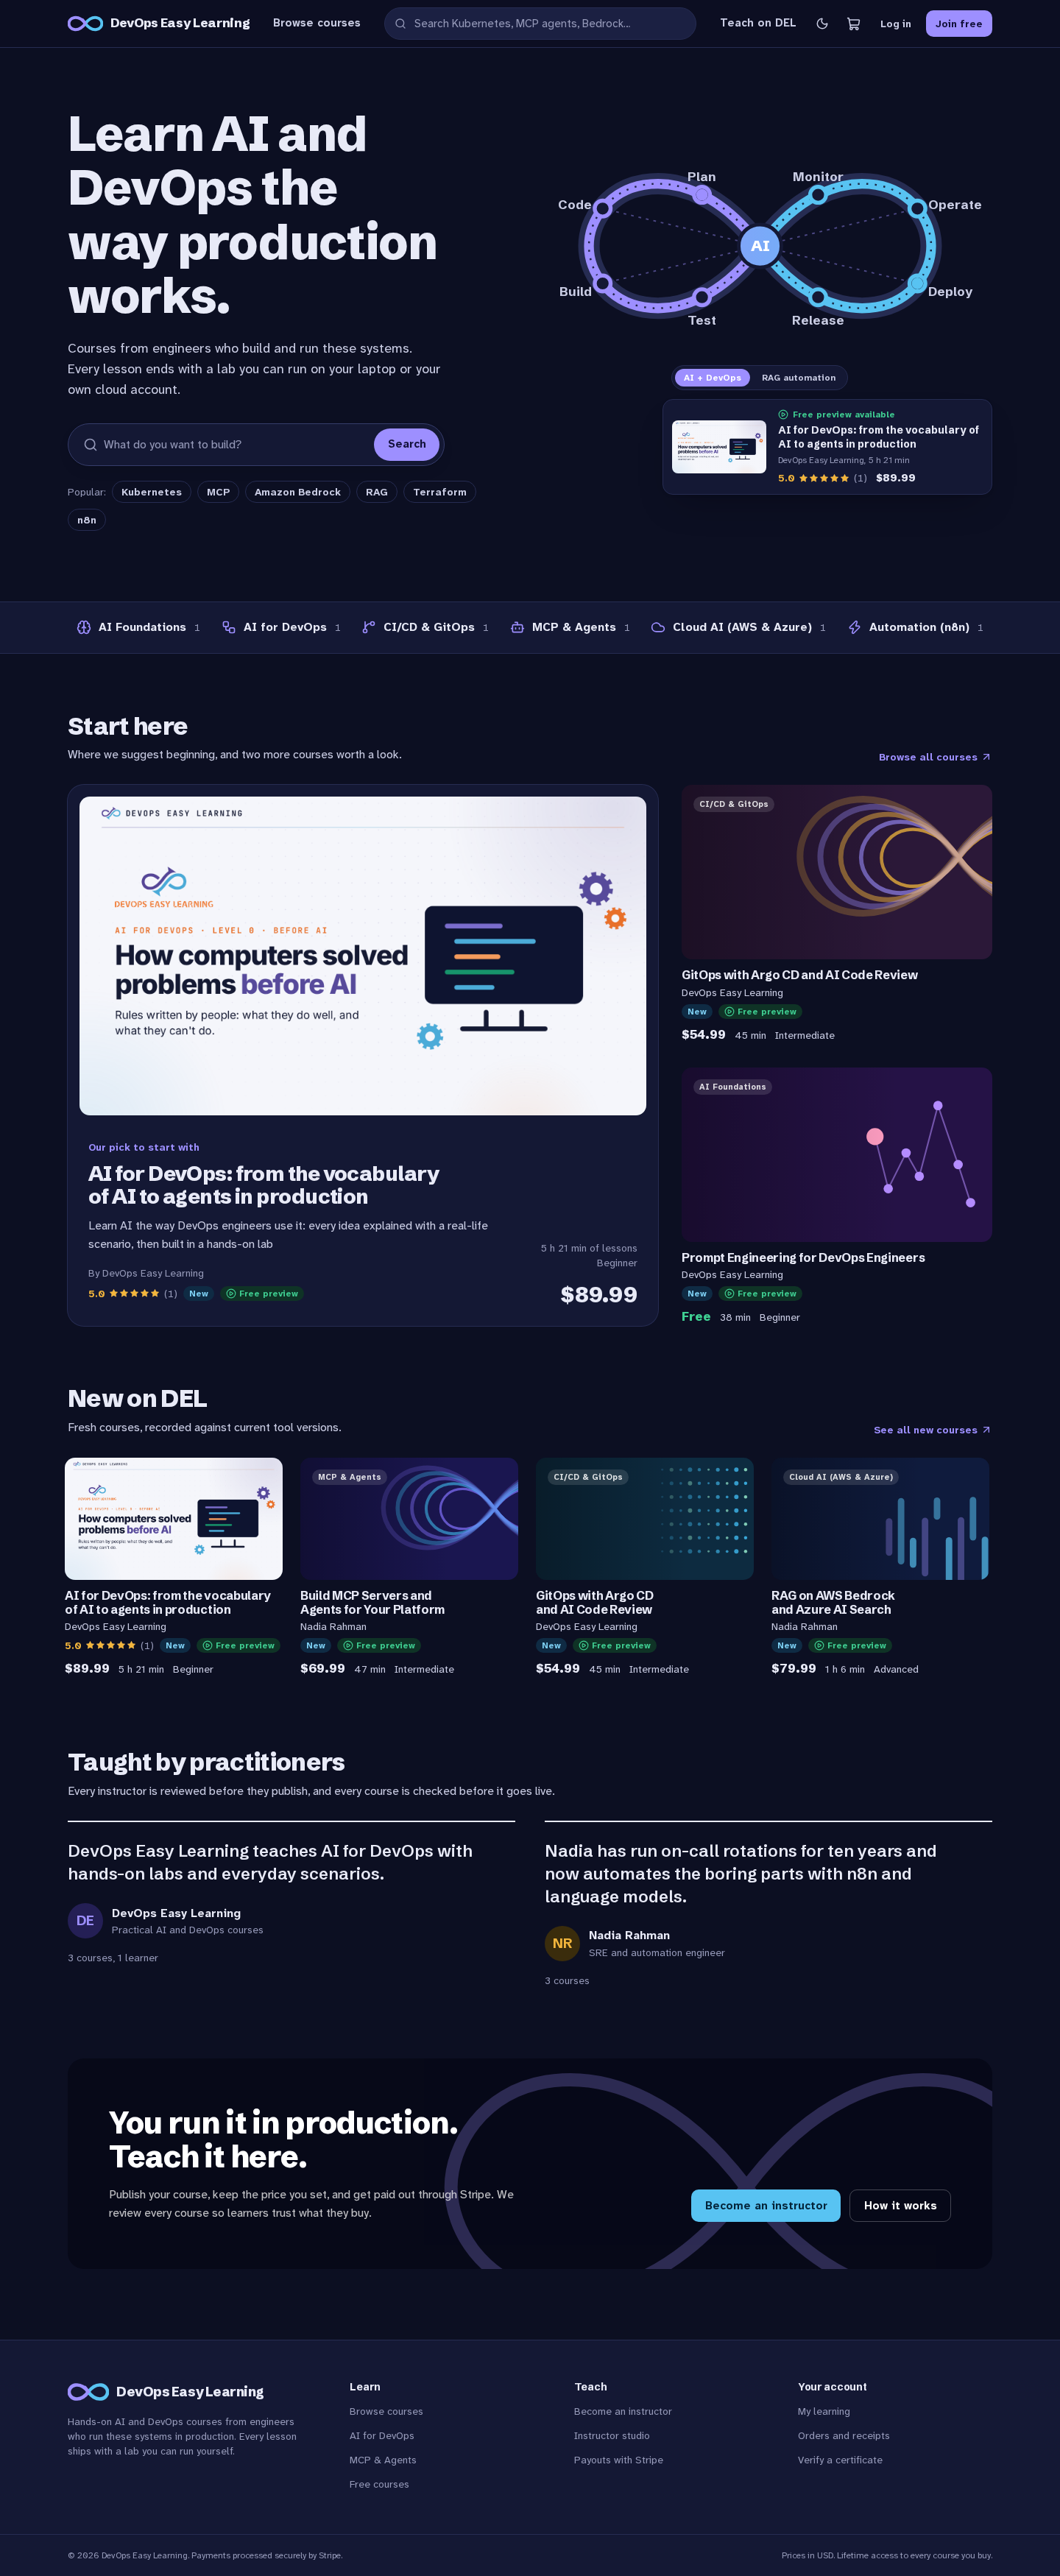 DevOps Easy Learning
Browse courses
Search Kubernetes, MCP agents, Bedrock...
Teach on DEL
Log in
Join free
Learn AI and
DevOps the
way production
works.
Courses from engineers who build and run these systems.
Every lesson ends with a lab you can run on your laptop or your
own cloud account.
What do you want to build?
Search
Popular: Kubernetes MCP Amazon Bedrock RAG Terraform
n8n
Plan
Monitor
Code
Operate
AI
Build
Deploy
Test
Release
AI + DevOps
RAG automation
Free preview available
AI for DevOps: from the vocabulary of
AI to agents in production
DevOps Easy Learning, 5 h 21 min
5.0 (1) $89.99
AI Foundations 1
AI for DevOps 1
CI/CD & GitOps 1
MCP & Agents 1
Cloud AI (AWS & Azure) 1
Automation (n8n) 1
Start here
Where we suggest beginning, and two more courses worth a look.
Browse all courses
DEVOPS EASY LEARNING
DEVOPS EASY LEARNING
AI FOR DEVOPS · LEVEL 0 · BEFORE AI
How computers solved
problems before AI
Rules written by people: what they do well, and
what they can't do.
Our pick to start with
AI for DevOps: from the vocabulary
of AI to agents in production
Learn AI the way DevOps engineers use it: every idea explained with a real-life
scenario, then built in a hands-on lab
By DevOps Easy Learning
5.0 (1) New Free preview
5 h 21 min of lessons
Beginner
$89.99
CI/CD & GitOps
GitOps with Argo CD and AI Code Review
DevOps Easy Learning
New Free preview
$54.99 45 min Intermediate
AI Foundations
Prompt Engineering for DevOps Engineers
DevOps Easy Learning
New Free preview
Free 38 min Beginner
New on DEL
Fresh courses, recorded against current tool versions.
See all new courses
DEVOPS EASY LEARNING
How computers solved
problems before AI
Rules written by people: what they do well, and
what they can't do.
AI for DevOps: from the vocabulary
of AI to agents in production
DevOps Easy Learning
5.0 (1) New Free preview
$89.99 5 h 21 min Beginner
MCP & Agents
Build MCP Servers and
Agents for Your Platform
Nadia Rahman
New Free preview
$69.99 47 min Intermediate
CI/CD & GitOps
GitOps with Argo CD
and AI Code Review
DevOps Easy Learning
New Free preview
$54.99 45 min Intermediate
Cloud AI (AWS & Azure)
RAG on AWS Bedrock
and Azure AI Search
Nadia Rahman
New Free preview
$79.99 1 h 6 min Advanced
Taught by practitioners
Every instructor is reviewed before they publish, and every course is checked before it goes live.
DevOps Easy Learning teaches AI for DevOps with
hands-on labs and everyday scenarios.
DE
DevOps Easy Learning
Practical AI and DevOps courses
3 courses, 1 learner
Nadia has run on-call rotations for ten years and
now automates the boring parts with n8n and
language models.
NR
Nadia Rahman
SRE and automation engineer
3 courses
You run it in production.
Teach it here.
Publish your course, keep the price you set, and get paid out through Stripe. We
review every course so learners trust what they buy.
Become an instructor
How it works
DevOps Easy Learning
Hands-on AI and DevOps courses from engineers
who run these systems in production. Every lesson
ships with a lab you can run yourself.
Learn
Browse courses
AI for DevOps
MCP & Agents
Free courses
Teach
Become an instructor
Instructor studio
Payouts with Stripe
Your account
My learning
Orders and receipts
Verify a certificate
© 2026 DevOps Easy Learning. Payments processed securely by Stripe.
Prices in USD. Lifetime access to every course you buy.